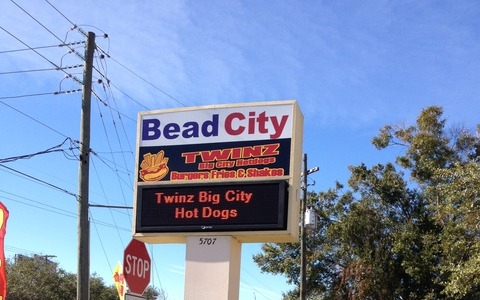 Bead City
TWINZ
Big City Hotdogs
Burgers Fries & Shakes
Twinz Big City
Hot Dogs
5707
STOP